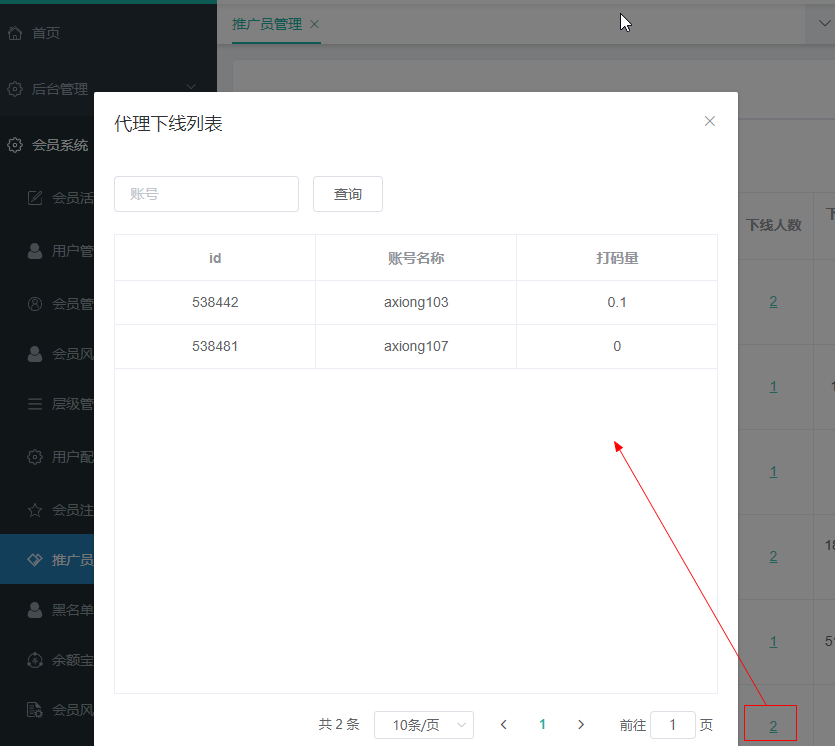 首页
推广员管理
后台管理
会员系统
会员活
用户管
会员管
会员风
层级管
用户配
会员注
推广员
黑名单
余额宝
会员风
代理下线列表
账号 查询
id 账号名称 打码量
538442 axiong103 0.1
538481 axiong107 0
共 2 条 10条/页 1 前往 1 页
下线人数 下
2
1 1
1
2 18
1 51
2